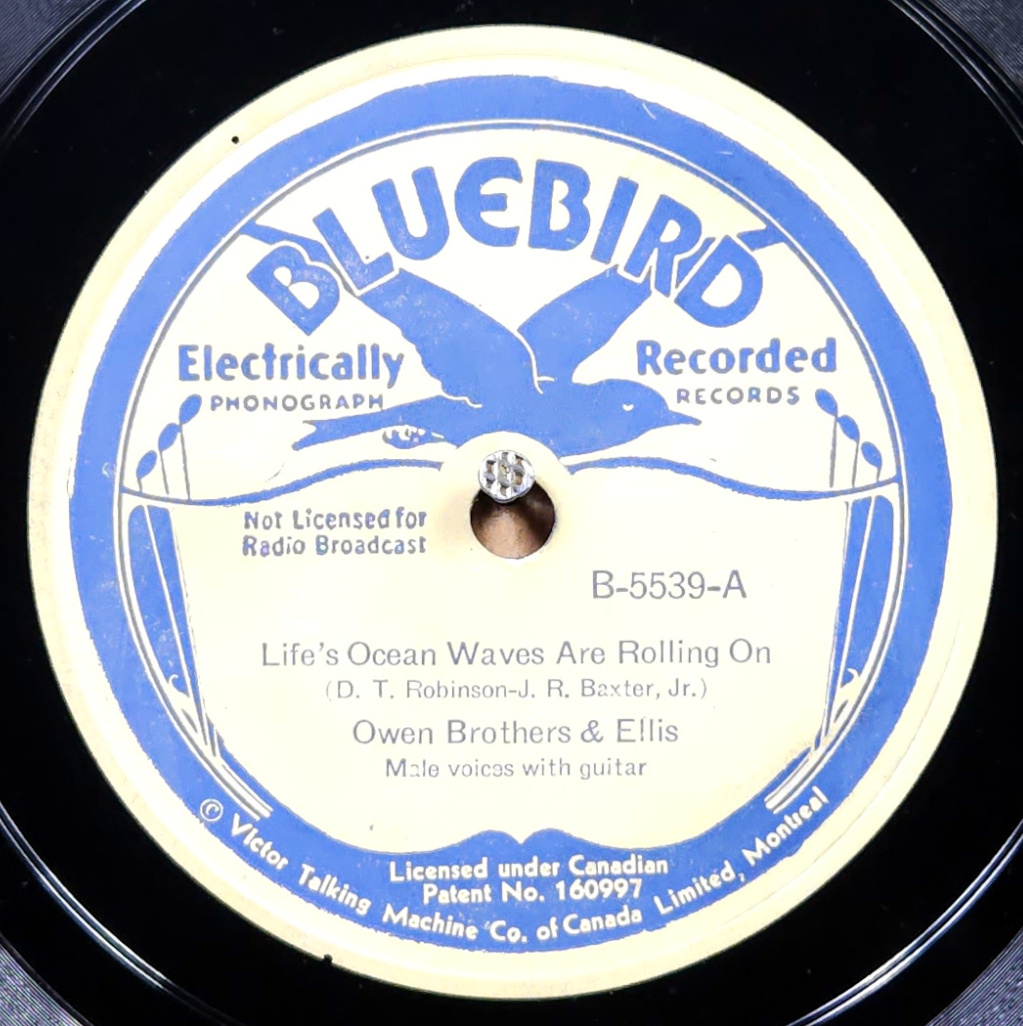 BLUEBIRD
Electrically Recorded
PHONOGRAPH RECORDS
Not Licensed for
Radio Broadcast
B-5539-A
Life's Ocean Waves Are Rolling On
(D. T. Robinson-J. R. Baxter, Jr.)
Owen Brothers & Ellis
Male voices with guitar
Licensed under Canadian
Patent No. 160997
© Victor Talking Machine Co. of Canada Limited, Montreal